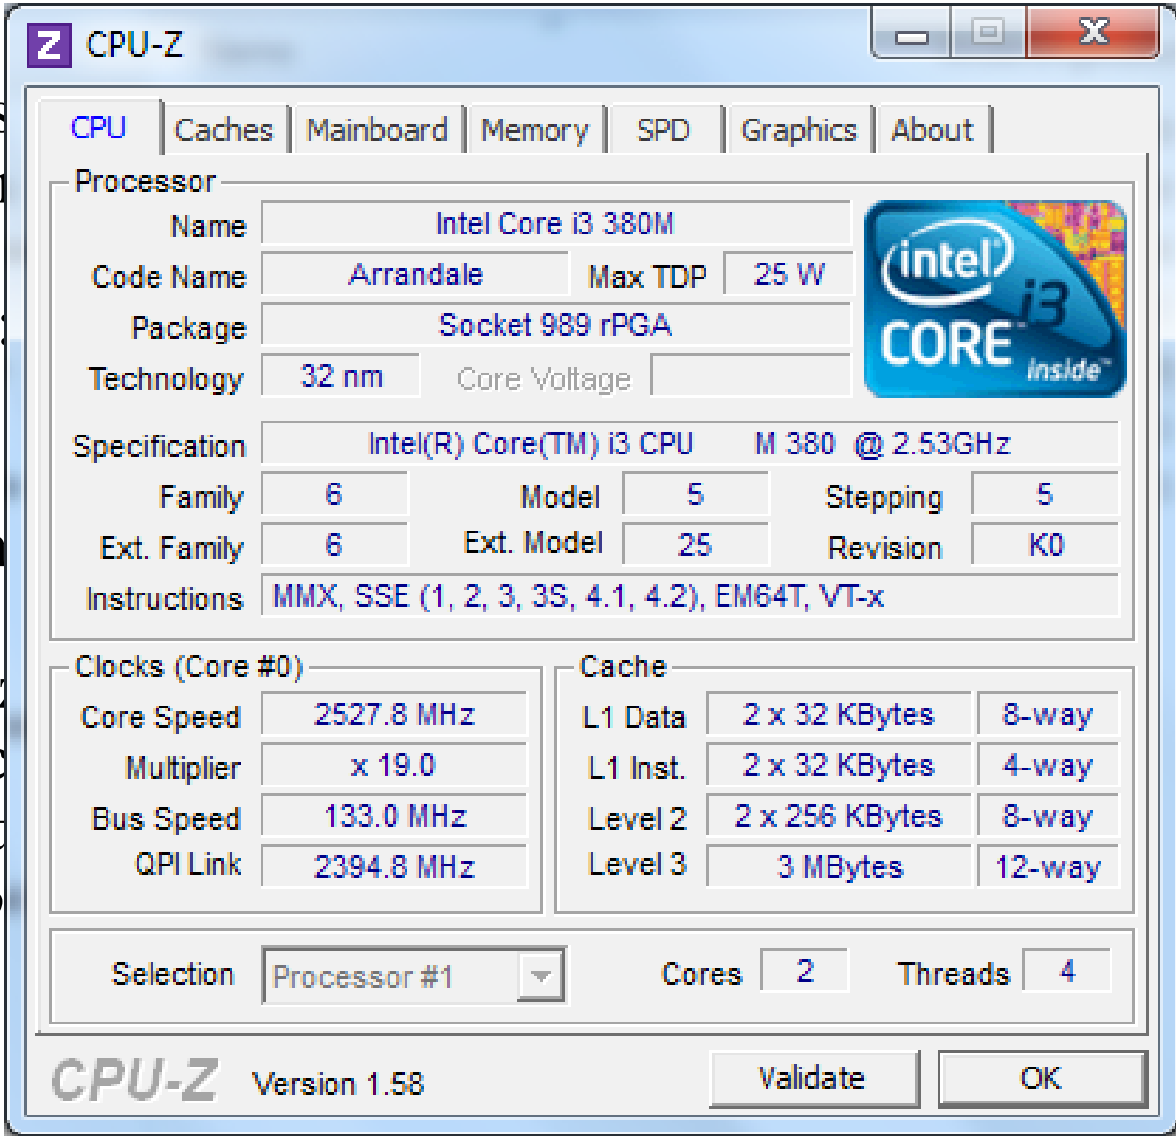 Z CPU-Z
CPU Caches Mainboard Memory SPD Graphics About
Processor
Name Intel Core i3 380M
Code Name Arrandale Max TDP 25 W
Package Socket 989 rPGA
Technology 32 nm Core Voltage
intel i3
CORE™ inside™
Specification Intel(R) Core(TM) i3 CPU M 380 @ 2.53GHz
Family 6 Model 5 Stepping 5
Ext. Family 6 Ext. Model 25 Revision K0
Instructions MMX, SSE (1, 2, 3, 3S, 4.1, 4.2), EM64T, VT-x
Clocks (Core #0) Cache
Core Speed 2527.8 MHz L1 Data 2 x 32 KBytes 8-way
Multiplier x 19.0 L1 Inst. 2 x 32 KBytes 4-way
Bus Speed 133.0 MHz Level 2 2 x 256 KBytes 8-way
QPI Link 2394.8 MHz Level 3 3 MBytes 12-way
Selection Processor #1 Cores 2 Threads 4
CPU-Z Version 1.58 Validate OK